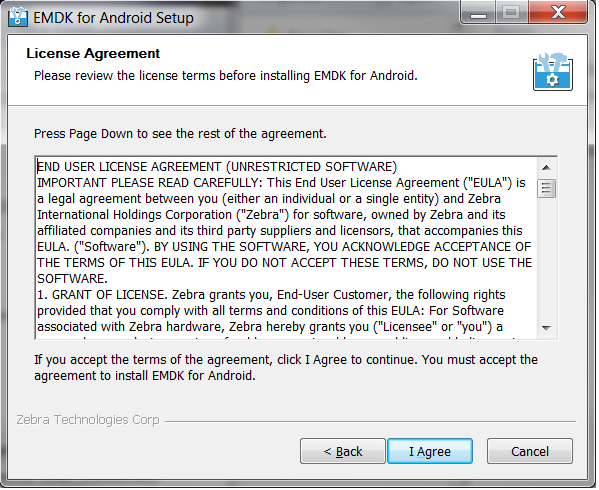 EMDK for Android Setup
License Agreement
Please review the license terms before installing EMDK for Android.
Press Page Down to see the rest of the agreement.
END USER LICENSE AGREEMENT (UNRESTRICTED SOFTWARE)
IMPORTANT PLEASE READ CAREFULLY: This End User License Agreement ("EULA") is
a legal agreement between you (either an individual or a single entity) and Zebra
International Holdings Corporation ("Zebra") for software, owned by Zebra and its
affiliated companies and its third party suppliers and licensors, that accompanies this
EULA. ("Software"). BY USING THE SOFTWARE, YOU ACKNOWLEDGE ACCEPTANCE OF
THE TERMS OF THIS EULA. IF YOU DO NOT ACCEPT THESE TERMS, DO NOT USE THE
SOFTWARE.
1. GRANT OF LICENSE. Zebra grants you, End-User Customer, the following rights
provided that you comply with all terms and conditions of this EULA: For Software
associated with Zebra hardware, Zebra hereby grants you ("Licensee" or "you") a
If you accept the terms of the agreement, click I Agree to continue. You must accept the
agreement to install EMDK for Android.
Zebra Technologies Corp
< Back
I Agree
Cancel